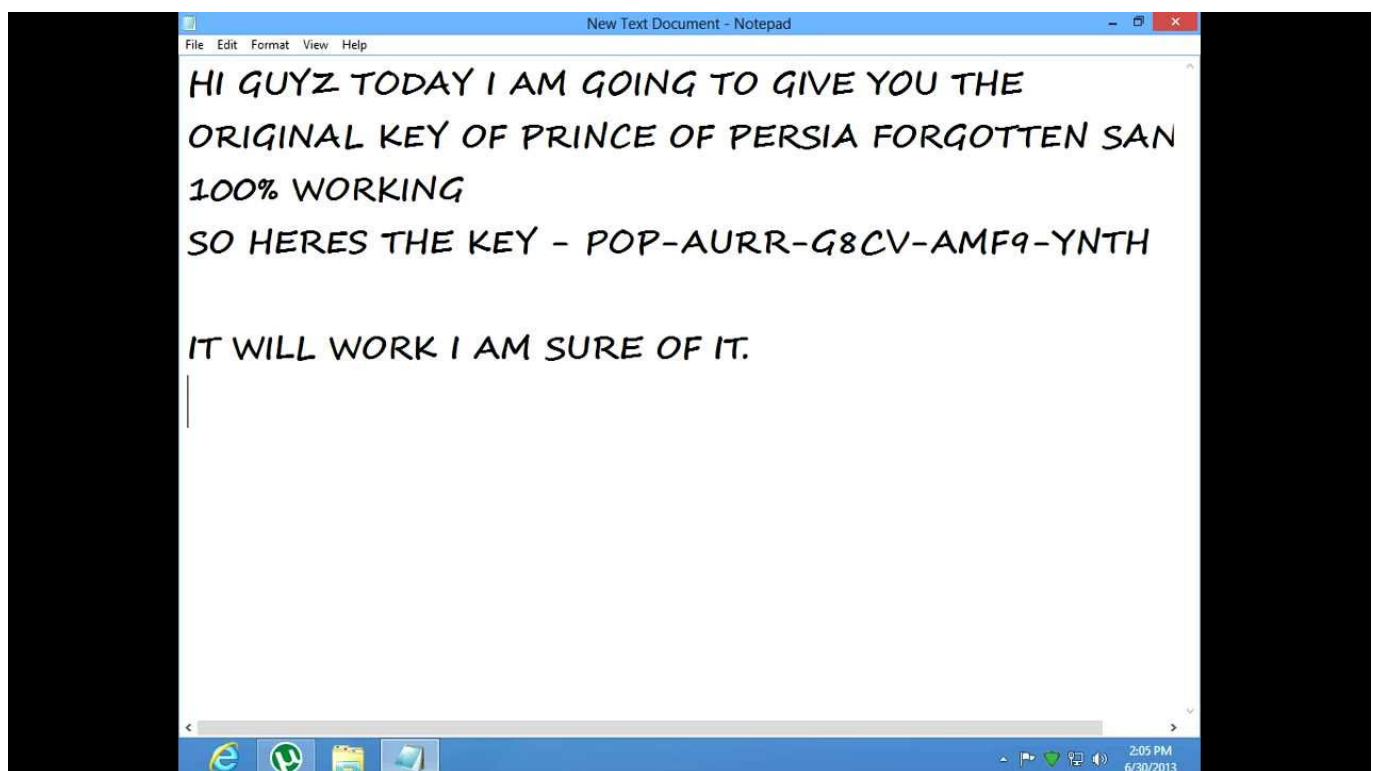 New Text Document - Notepad
File Edit Format View Help
HI GUYZ TODAY I AM GOING TO GIVE YOU THE
ORIGINAL KEY OF PRINCE OF PERSIA FORGOTTEN SAN
100% WORKING
SO HERES THE KEY - POP-AURR-G8CV-AMF9-YNTH
IT WILL WORK I AM SURE OF IT.
2:05 PM
6/30/2013